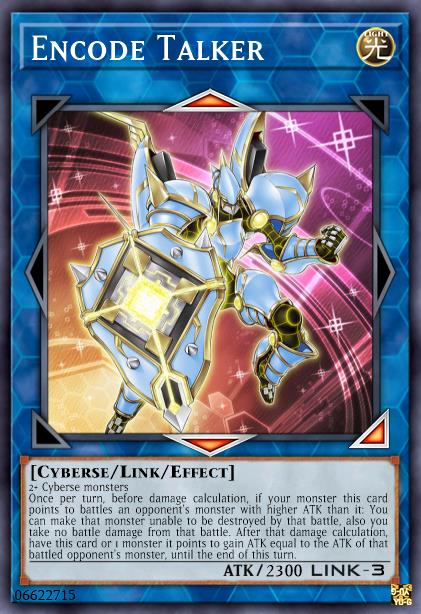 ENCODE TALKER
LIGHT
光
[CYBERSE/LINK/EFFECT]
2+ Cyberse monsters
Once per turn, before damage calculation, if your monster this card
points to battles an opponent's monster with higher ATK than it: You
can make that monster unable to be destroyed by that battle, also you
take no battle damage from that battle. After that damage calculation,
have this card or 1 monster it points to gain ATK equal to the ATK of that
battled opponent's monster, until the end of this turn.
ATK/2300 LINK-3
06622715